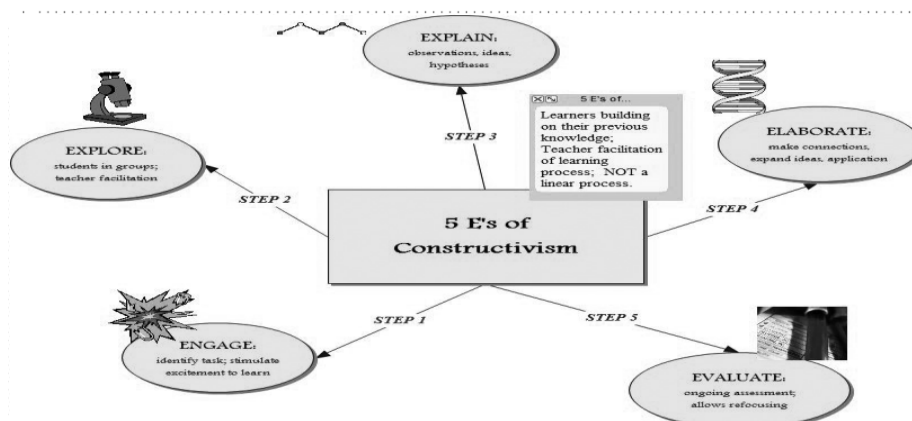 EXPLAIN:
observations, ideas,
hypotheses
5 E's of...
Learners building
on their previous
knowledge;
Teacher facilitation
of learning
process; NOT a
linear process.
ELABORATE:
make connections,
expand ideas, application
EXPLORE:
students in groups;
teacher facilitation
STEP 3
STEP 2
STEP 4
5 E's of
Constructivism
STEP 1
STEP 5
ENGAGE:
identify task; stimulate
excitement to learn
EVALUATE:
ongoing assessment;
allows refocusing